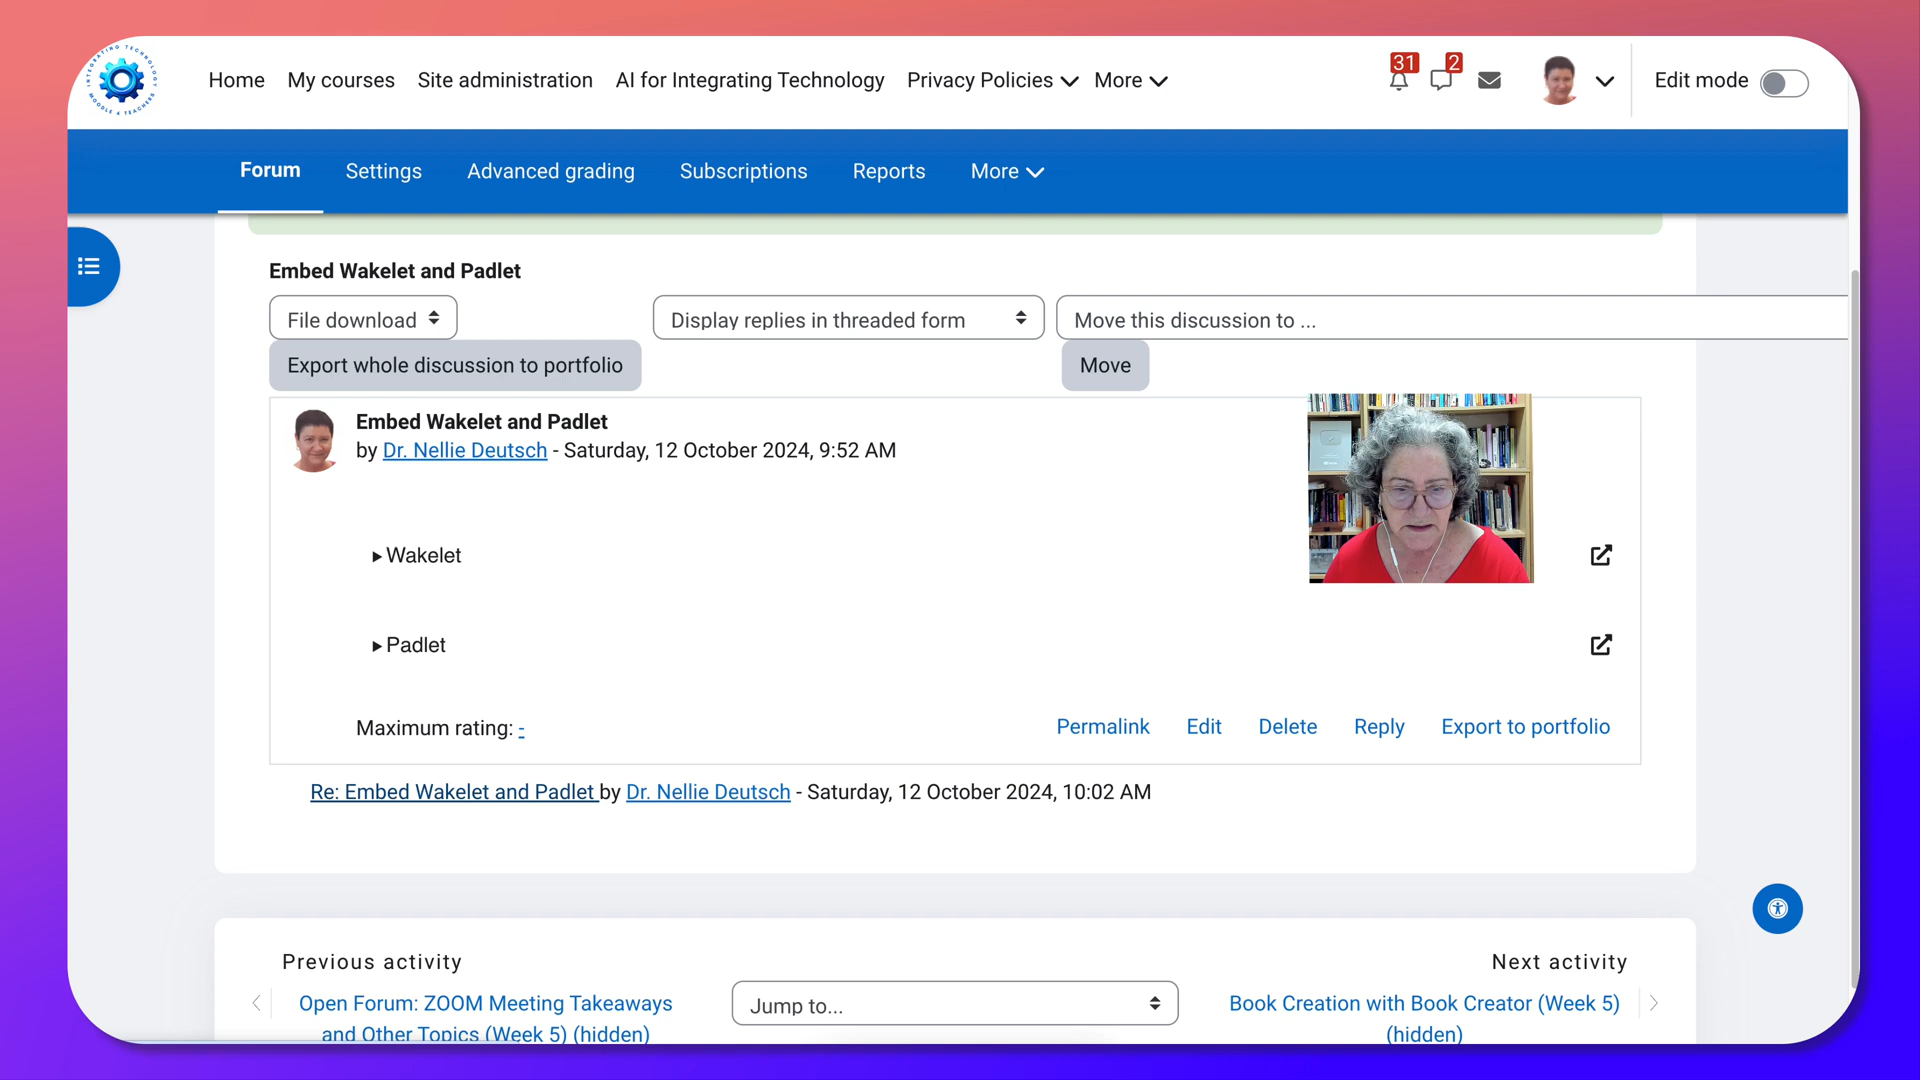 INTEGRATING TECHNOLOGY
MOODLE 4 TEACHERS
Home My courses Site administration AI for Integrating Technology Privacy Policies More
31 2
Edit mode
Forum Settings Advanced grading Subscriptions Reports More
Embed Wakelet and Padlet
File download Display replies in threaded form Move this discussion to ...
Export whole discussion to portfolio Move
Embed Wakelet and Padlet
by Dr. Nellie Deutsch - Saturday, 12 October 2024, 9:52 AM
Wakelet
Padlet
Maximum rating: - Permalink Edit Delete Reply Export to portfolio
Re: Embed Wakelet and Padlet by Dr. Nellie Deutsch - Saturday, 12 October 2024, 10:02 AM
Previous activity Next activity
Open Forum: ZOOM Meeting Takeaways Jump to... Book Creation with Book Creator (Week 5)
and Other Topics (Week 5) (hidden) (hidden)